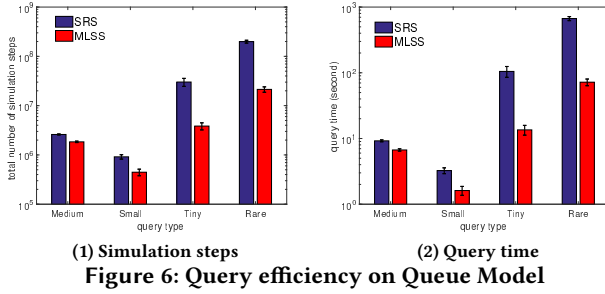 10^9
10^8
10^7
10^6
10^5
total number of simulation steps
SRS
MLSS
Medium Small Tiny Rare
query type
(1) Simulation steps
10^3
10^2
10^1
10^0
query time (second)
SRS
MLSS
Medium Small Tiny Rare
query type
(2) Query time
Figure 6: Query efficiency on Queue Model